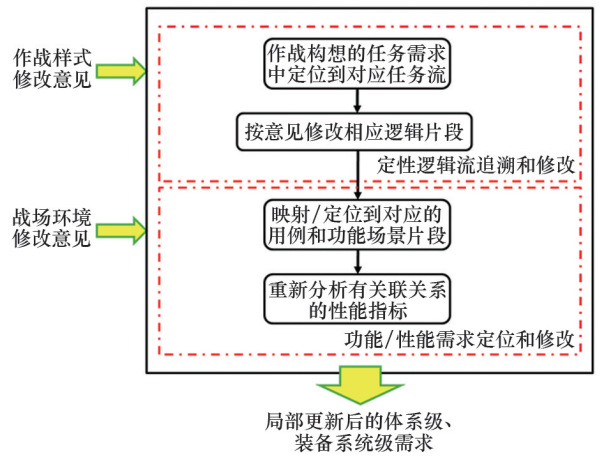 作战样式
修改意见
作战构想的任务需求
中定位到对应任务流
按意见修改相应逻辑片段
定性逻辑流追溯和修改
战场环境
修改意见
映射/定位到对应的
用例和功能场景片段
重新分析有关联关系
的性能指标
功能/性能需求定位和修改
局部更新后的体系级、
装备系统级需求